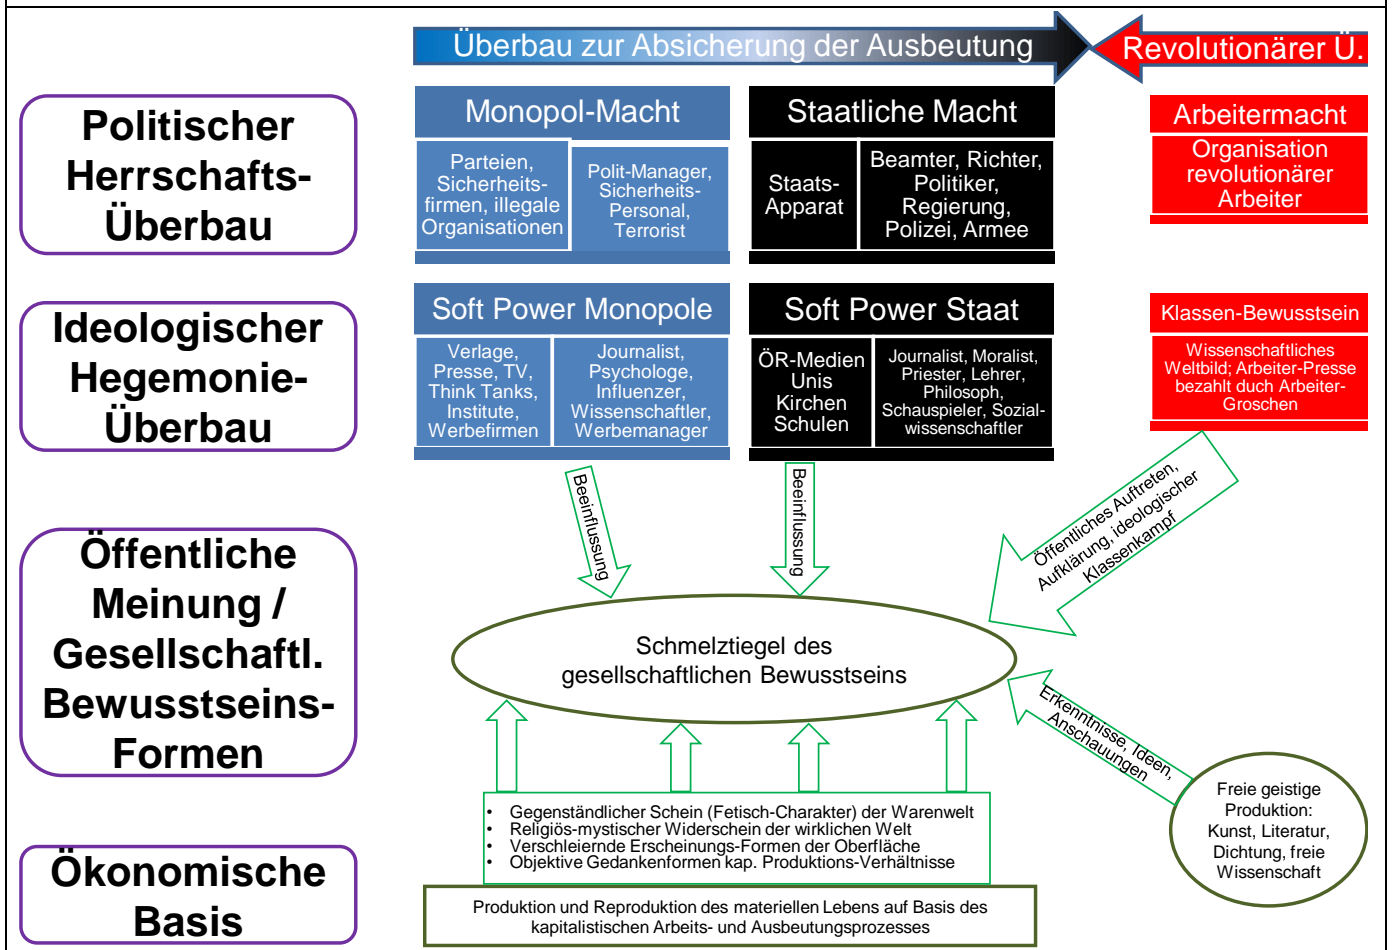 Überbau zur Absicherung der Ausbeutung
Revolutionärer Ü.
Politischer
Herrschafts-
Überbau
Monopol-Macht
Parteien,
Sicherheits-
firmen, illegale
Organisationen
Polit-Manager,
Sicherheits-
Personal,
Terrorist
Staatliche Macht
Staats-
Apparat
Beamter, Richter,
Politiker,
Regierung,
Polizei, Armee
Arbeitermacht
Organisation
revolutionärer
Arbeiter
Ideologischer
Hegemonie-
Überbau
Soft Power Monopole
Verlage,
Presse, TV,
Think Tanks,
Institute,
Werbefirmen
Journalist,
Psychologe,
Influenzer,
Wissenschaftler,
Werbemanager
Soft Power Staat
ÖR-Medien
Unis
Kirchen
Schulen
Journalist, Moralist,
Priester, Lehrer,
Philosoph,
Schauspieler, Sozial-
wissenschaftler
Klassen-Bewusstsein
Wissenschaftliches
Weltbild; Arbeiter-Presse
bezahlt duch Arbeiter-
Groschen
Beeinflussung
Beeinflussung
Öffentliches Auftreten,
Aufklärung, ideologischer
Klassenkampf
Öffentliche
Meinung /
Gesellschaftl.
Bewusstseins-
Formen
Schmelztiegel des
gesellschaftlichen Bewusstseins
Erkenntnisse, Ideen,
Anschauungen
Freie geistige
Produktion:
Kunst, Literatur,
Dichtung, freie
Wissenschaft
• Gegenständlicher Schein (Fetisch-Charakter) der Warenwelt
• Religiös-mystischer Widerschein der wirklichen Welt
• Verschleiernde Erscheinungs-Formen der Oberfläche
• Objektive Gedankenformen kap. Produktions-Verhältnisse
Ökonomische
Basis
Produktion und Reproduktion des materiellen Lebens auf Basis des
kapitalistischen Arbeits- und Ausbeutungsprozesses